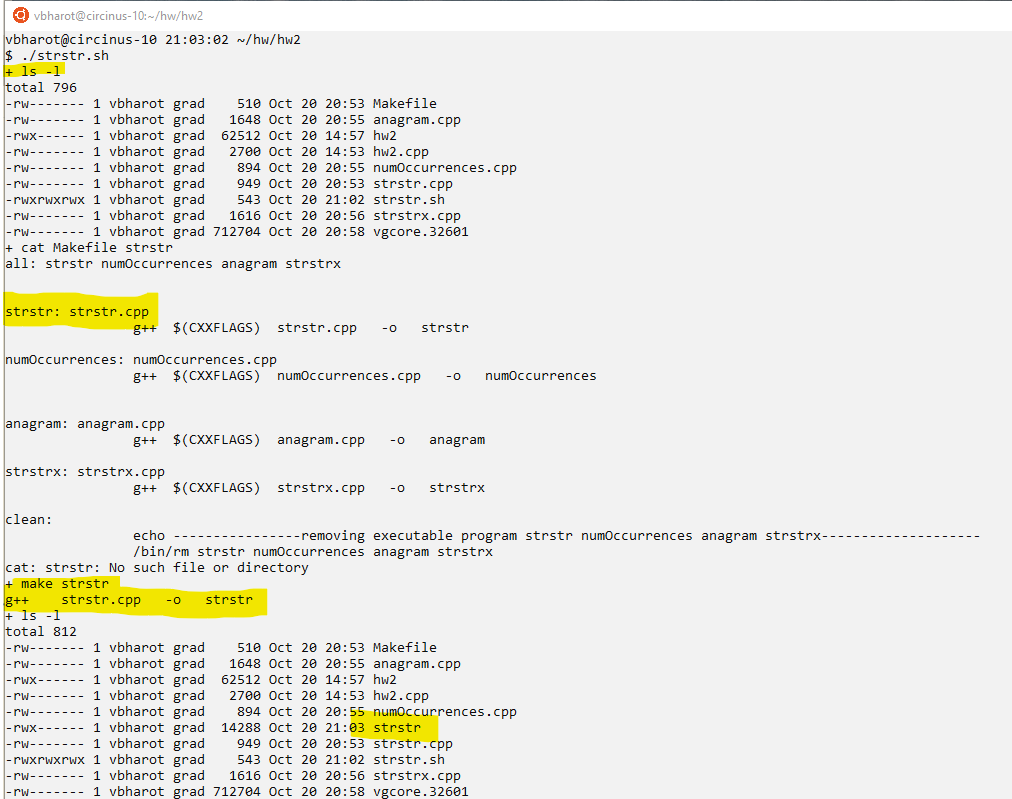 vbharot@circinus-10:~/hw/hw2
vbharot@circinus-10 21:03:02 ~/hw/hw2
$ ./strstr.sh
+ ls -l
total 796
-rw------- 1 vbharot grad    510 Oct 20 20:53 Makefile
-rw------- 1 vbharot grad   1648 Oct 20 20:55 anagram.cpp
-rwx------ 1 vbharot grad  62512 Oct 20 14:57 hw2
-rw------- 1 vbharot grad   2700 Oct 20 14:53 hw2.cpp
-rw------- 1 vbharot grad    894 Oct 20 20:55 numOccurrences.cpp
-rw------- 1 vbharot grad    949 Oct 20 20:53 strstr.cpp
-rwxrwxrwx 1 vbharot grad    543 Oct 20 21:02 strstr.sh
-rw------- 1 vbharot grad   1616 Oct 20 20:56 strstrx.cpp
-rw------- 1 vbharot grad 712704 Oct 20 20:58 vgcore.32601
+ cat Makefile strstr
all: strstr numOccurrences anagram strstrx
strstr: strstr.cpp
                g++  $(CXXFLAGS)  strstr.cpp   -o   strstr
numOccurrences: numOccurrences.cpp
                g++  $(CXXFLAGS)  numOccurrences.cpp   -o   numOccurrences
anagram: anagram.cpp
                g++  $(CXXFLAGS)  anagram.cpp   -o   anagram
strstrx: strstrx.cpp
                g++  $(CXXFLAGS)  strstrx.cpp   -o   strstrx
clean:
                echo ----------------removing executable program strstr numOccurrences anagram strstrx--------------------
                /bin/rm strstr numOccurrences anagram strstrx
cat: strstr: No such file or directory
+ make strstr
g++    strstr.cpp   -o   strstr
+ ls -l
total 812
-rw------- 1 vbharot grad    510 Oct 20 20:53 Makefile
-rw------- 1 vbharot grad   1648 Oct 20 20:55 anagram.cpp
-rwx------ 1 vbharot grad  62512 Oct 20 14:57 hw2
-rw------- 1 vbharot grad   2700 Oct 20 14:53 hw2.cpp
-rw------- 1 vbharot grad    894 Oct 20 20:55 numOccurrences.cpp
-rwx------ 1 vbharot grad  14288 Oct 20 21:03 strstr
-rw------- 1 vbharot grad    949 Oct 20 20:53 strstr.cpp
-rwxrwxrwx 1 vbharot grad    543 Oct 20 21:02 strstr.sh
-rw------- 1 vbharot grad   1616 Oct 20 20:56 strstrx.cpp
-rw------- 1 vbharot grad 712704 Oct 20 20:58 vgcore.32601